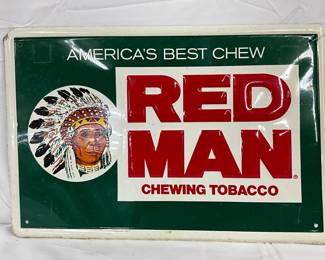 AMERICA'S BEST CHEW
RED
MAN®
CHEWING TOBACCO